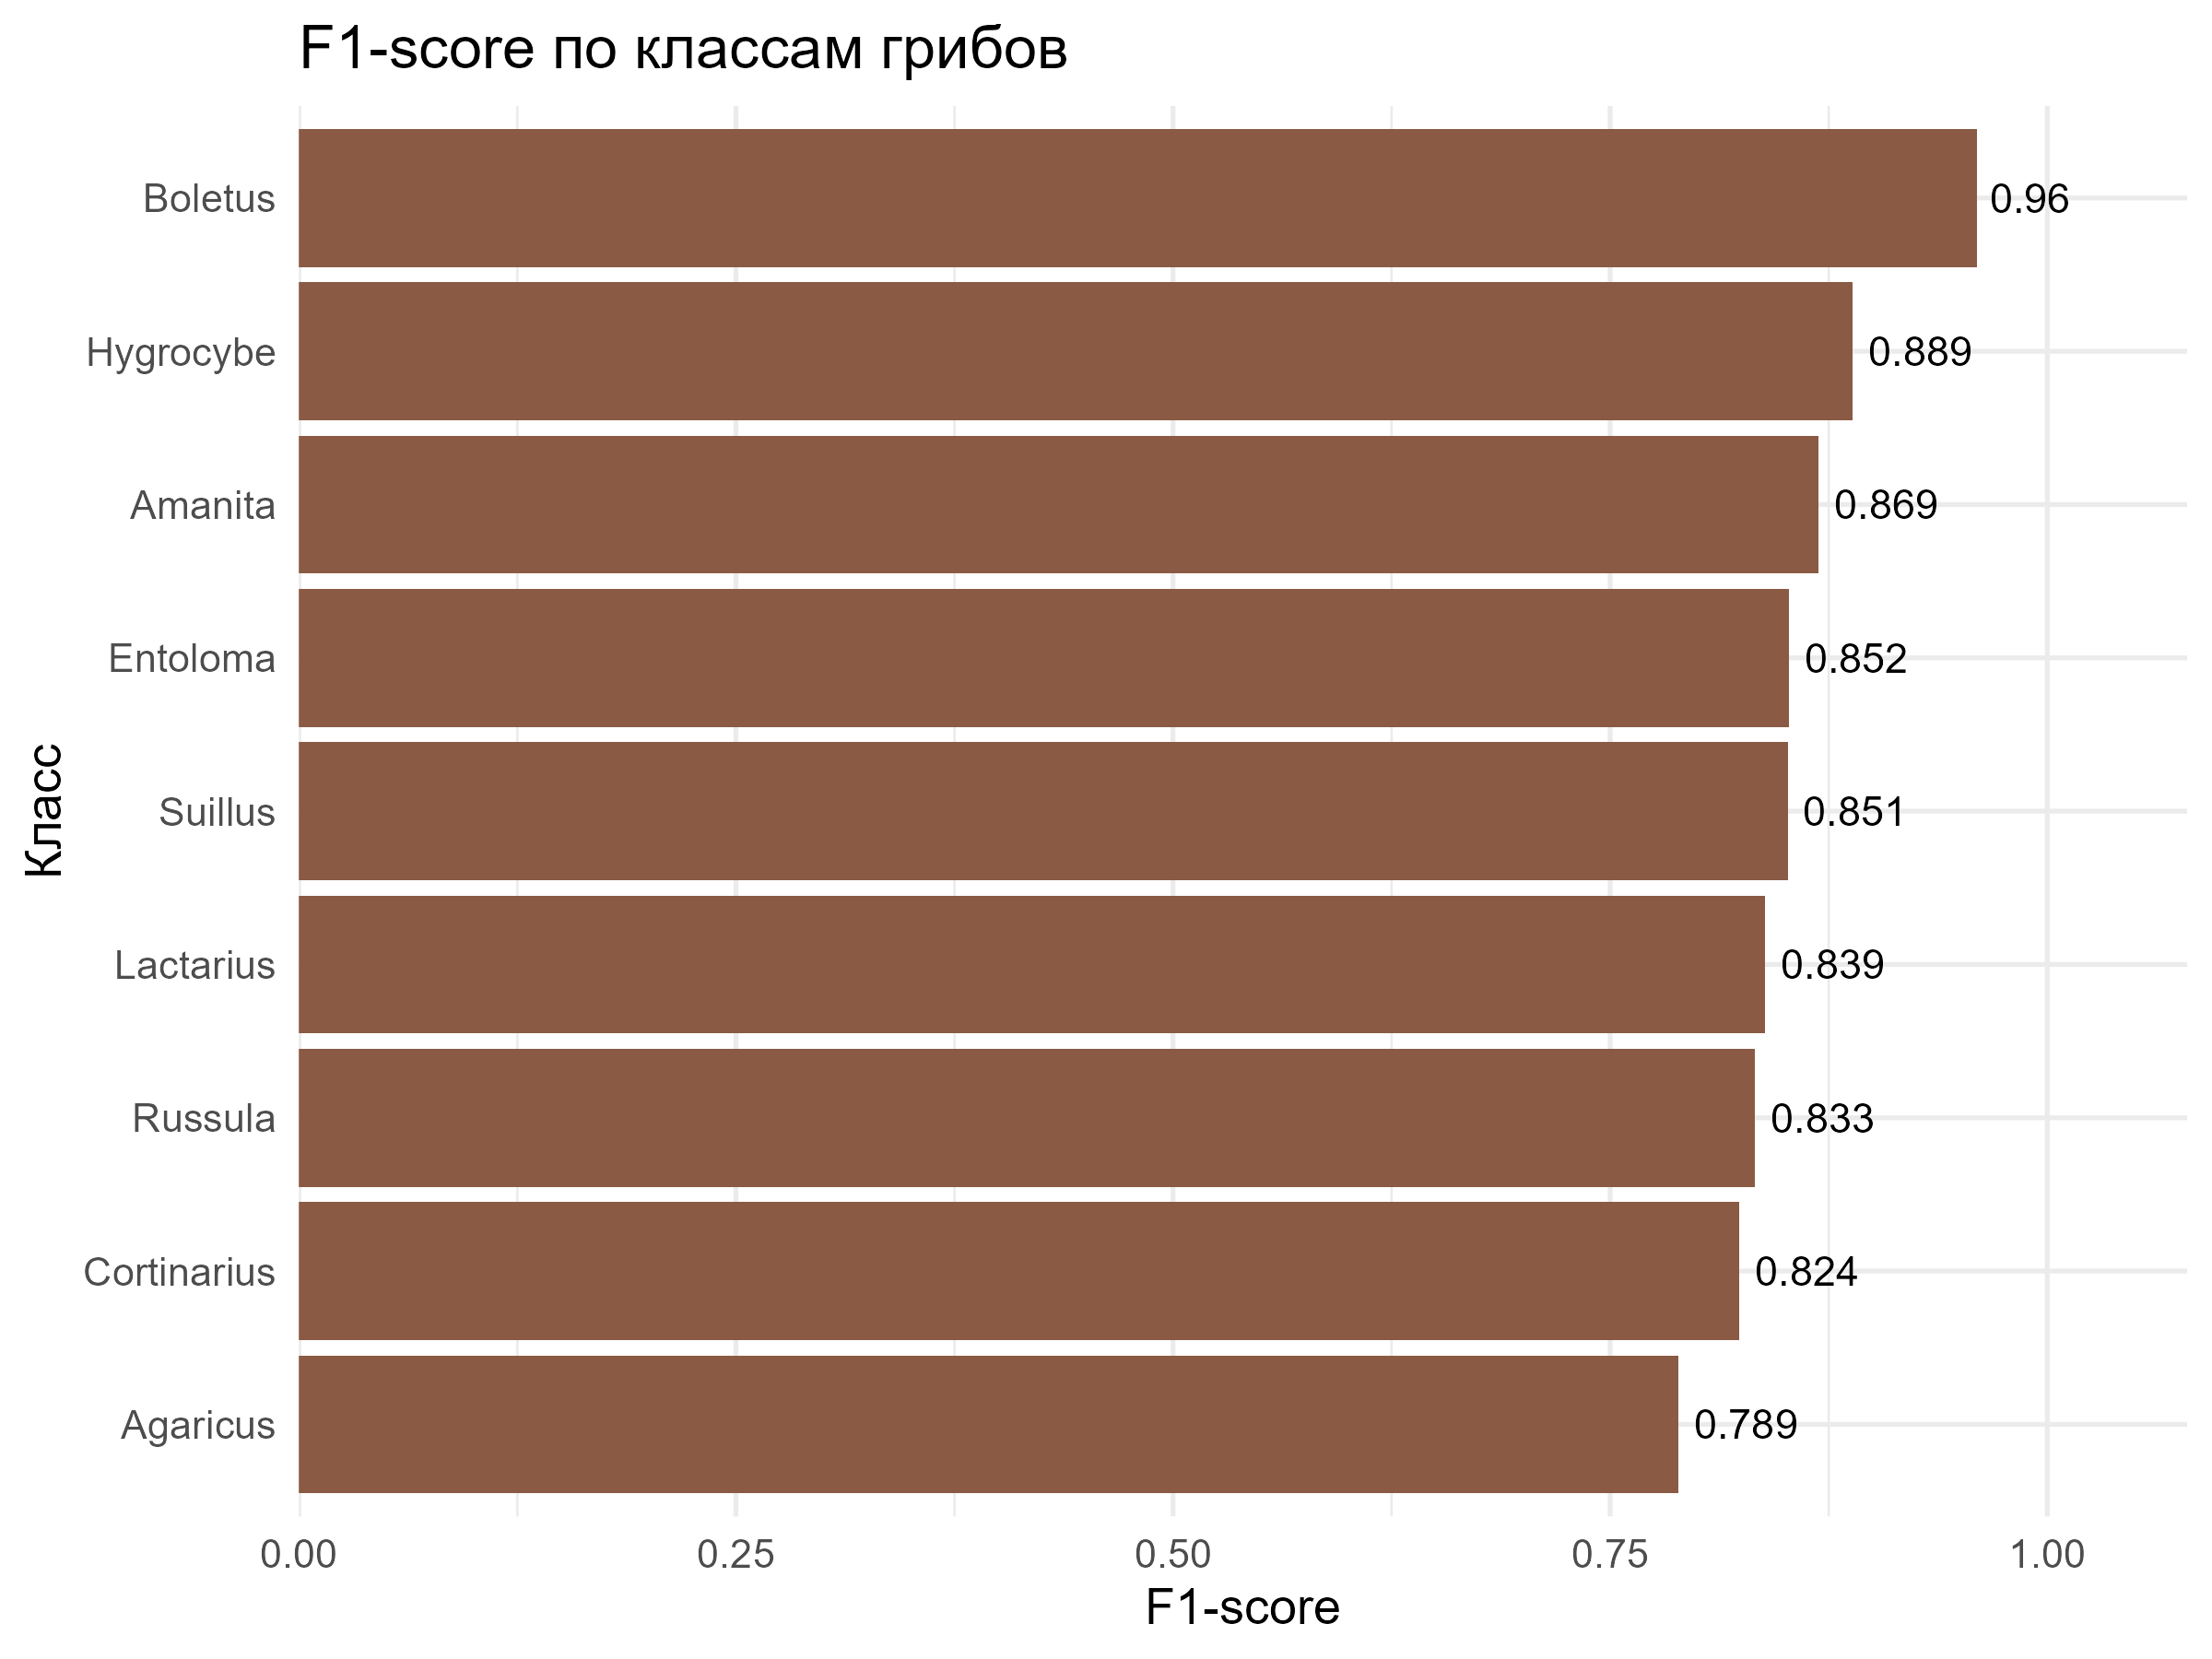 F1-score по классам грибов
Класс
Boletus 0.96
Hygrocybe 0.889
Amanita 0.869
Entoloma 0.852
Suillus 0.851
Lactarius 0.839
Russula 0.833
Cortinarius 0.824
Agaricus 0.789
0.00 0.25 0.50 0.75 1.00
F1-score